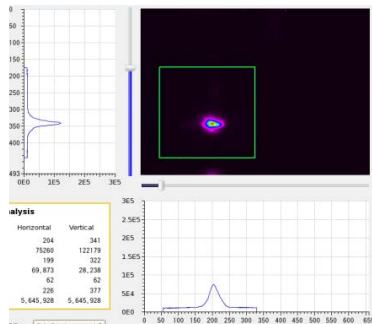 0
50
100
150
200
250
300
350
400
493
0E0 1E5 2E5 3E5
alysis
Horizontal Vertical
204 341
75260 122179
199 322
69,873 28,238
62 62
226 377
5,645,928 5,645,928
3E5
2.5E5
2E5
1.5E5
1E5
5E4
0E0
0 50 100 150 200 250 300 350 400 450 500 550 600 659